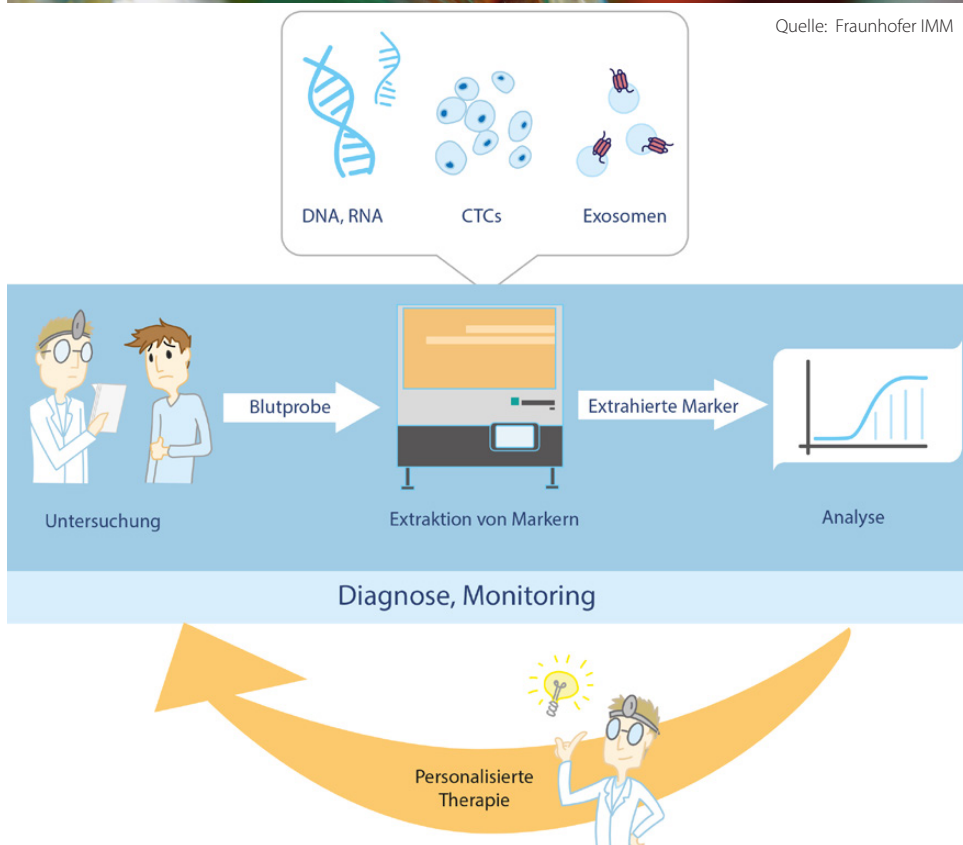 Quelle: Fraunhofer IMM
DNA, RNA
CTCs
Exosomen
Blutprobe
Extrahierte Marker
Untersuchung
Extraktion von Markern
Analyse
Diagnose, Monitoring
Personalisierte
Therapie